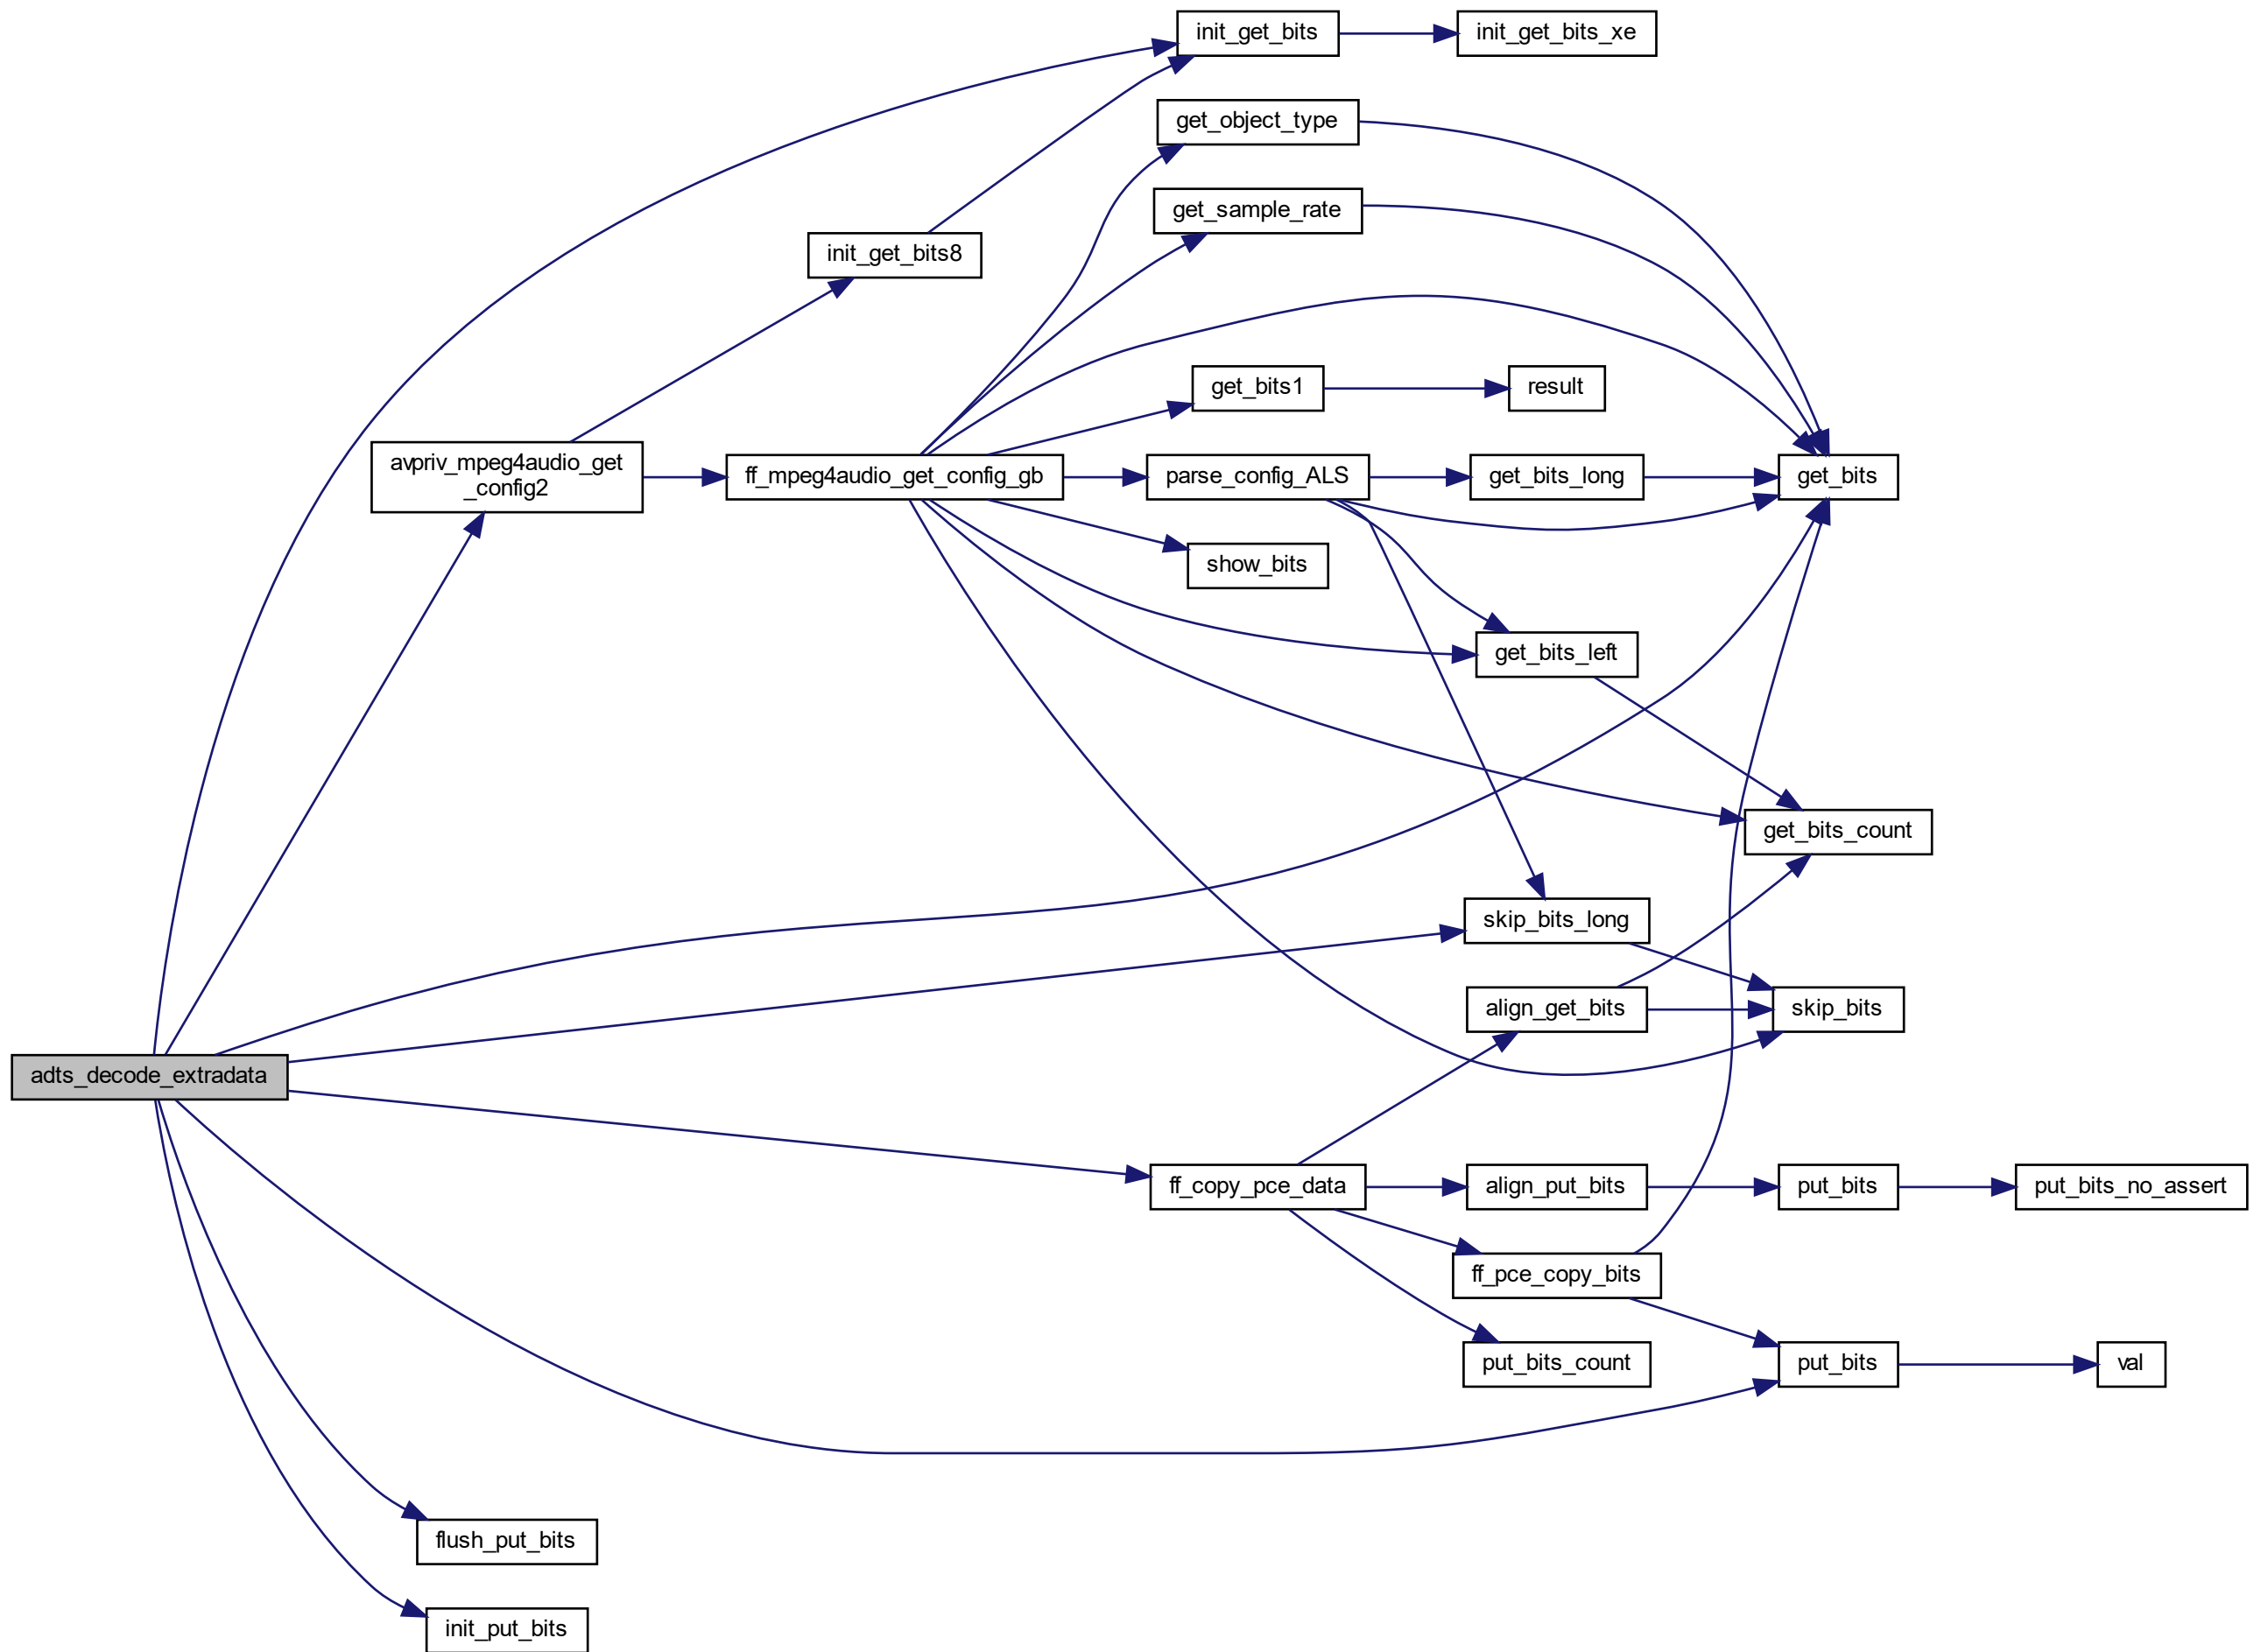 init_get_bits
init_get_bits_xe
get_object_type
get_sample_rate
init_get_bits8
get_bits1
result
avpriv_mpeg4audio_get
_config2
ff_mpeg4audio_get_config_gb
parse_config_ALS
get_bits_long
get_bits
show_bits
get_bits_left
get_bits_count
skip_bits_long
align_get_bits
skip_bits
adts_decode_extradata
ff_copy_pce_data
align_put_bits
put_bits
put_bits_no_assert
ff_pce_copy_bits
put_bits_count
put_bits
val
flush_put_bits
init_put_bits